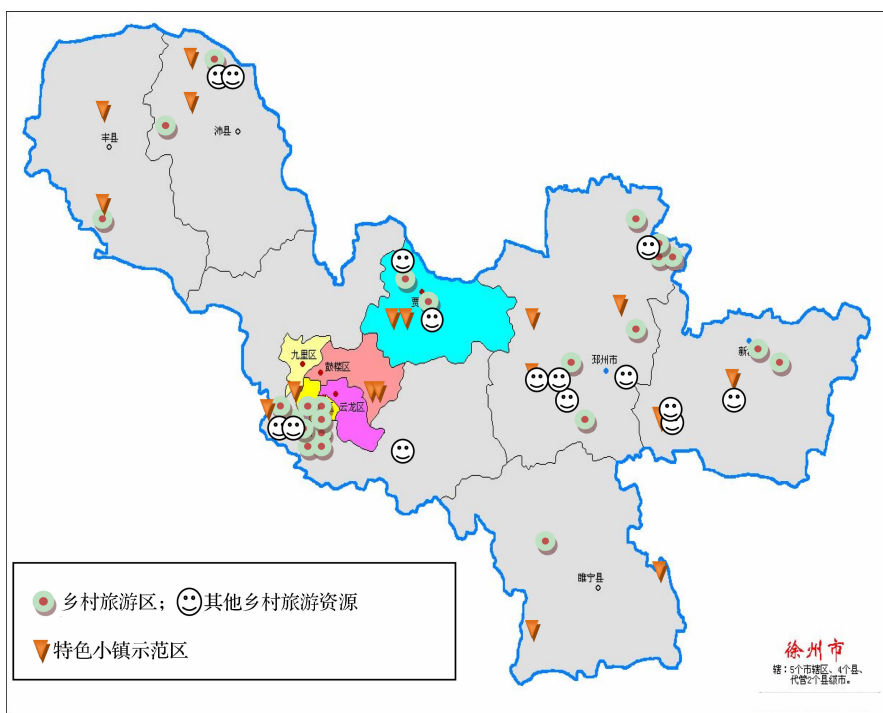 丰县
沛县
贾
九里区
鼓楼区
云龙区
邳州市
新
睢宁县
乡村旅游区；
其他乡村旅游资源
特色小镇示范区
徐州市
辖：5个市辖区、4个县、
代管2个县级市。